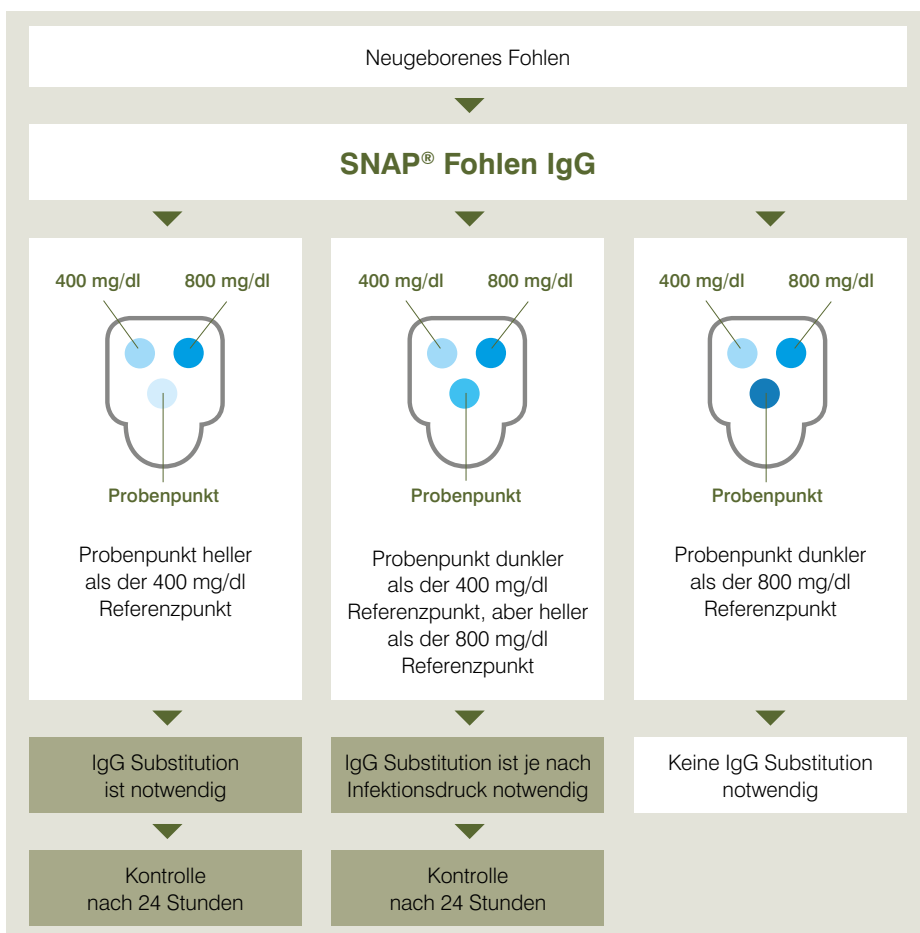 Neugeborenes Fohlen
SNAP® Fohlen IgG
400 mg/dl 800 mg/dl
Probenpunkt
Probenpunkt heller
als der 400 mg/dl
Referenzpunkt
400 mg/dl 800 mg/dl
Probenpunkt
Probenpunkt dunkler
als der 400 mg/dl
Referenzpunkt, aber heller
als der 800 mg/dl
Referenzpunkt
400 mg/dl 800 mg/dl
Probenpunkt
Probenpunkt dunkler
als der 800 mg/dl
Referenzpunkt
IgG Substitution
ist notwendig
IgG Substitution ist je nach
Infektionsdruck notwendig
Keine IgG Substitution
notwendig
Kontrolle
nach 24 Stunden
Kontrolle
nach 24 Stunden